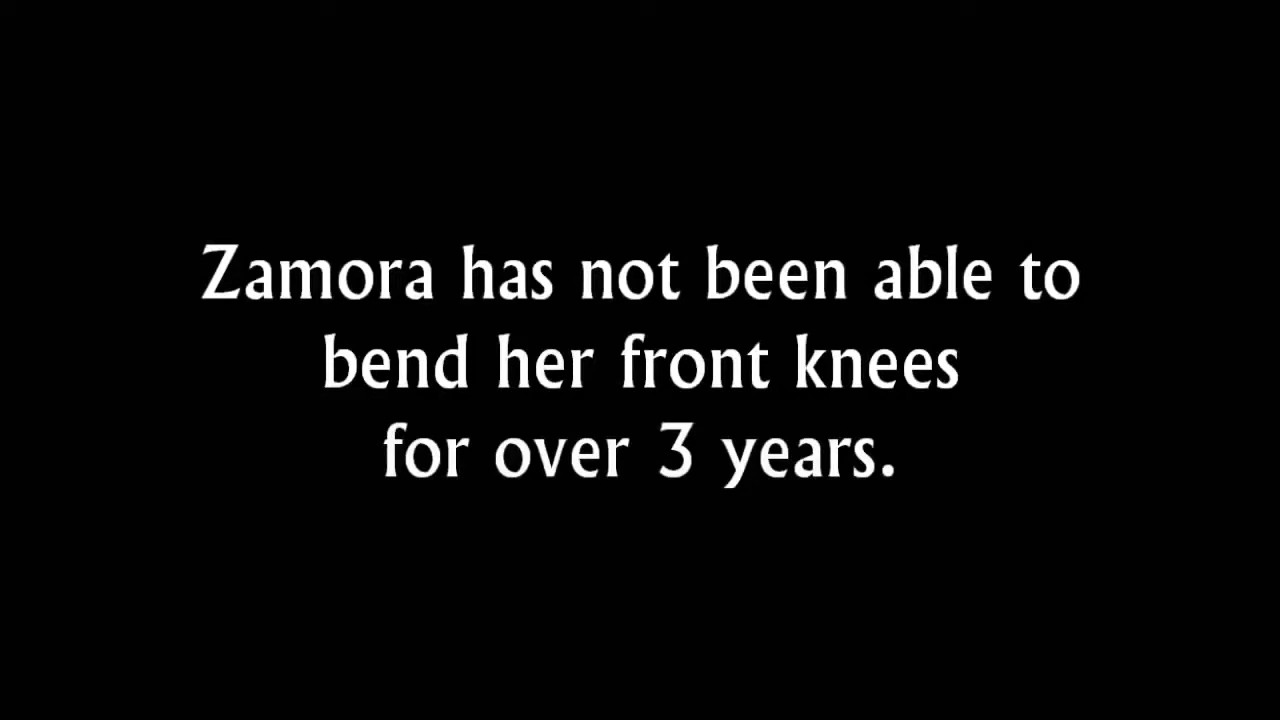 Zamora has not been able to
bend her front knees
for over 3 years.